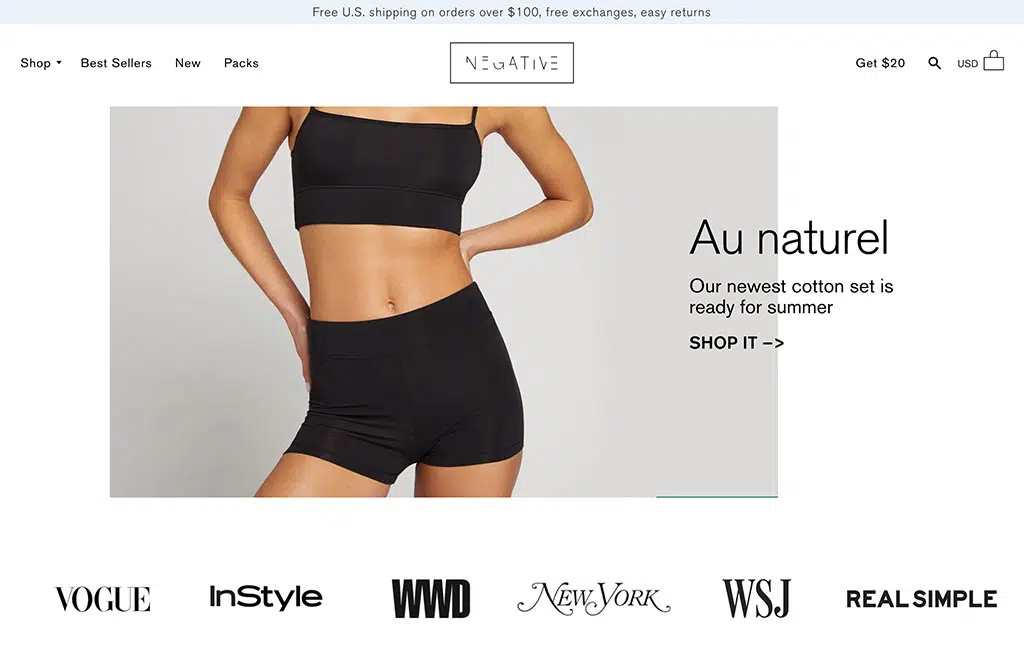 Free U.S. shipping on orders over $100, free exchanges, easy returns
Shop Best Sellers New Packs
NEGATIVE
Get $20 USD
Au naturel
Our newest cotton set is
ready for summer
SHOP IT —>
VOGUE InStyle WWD NEW YORK WSJ REAL SIMPLE